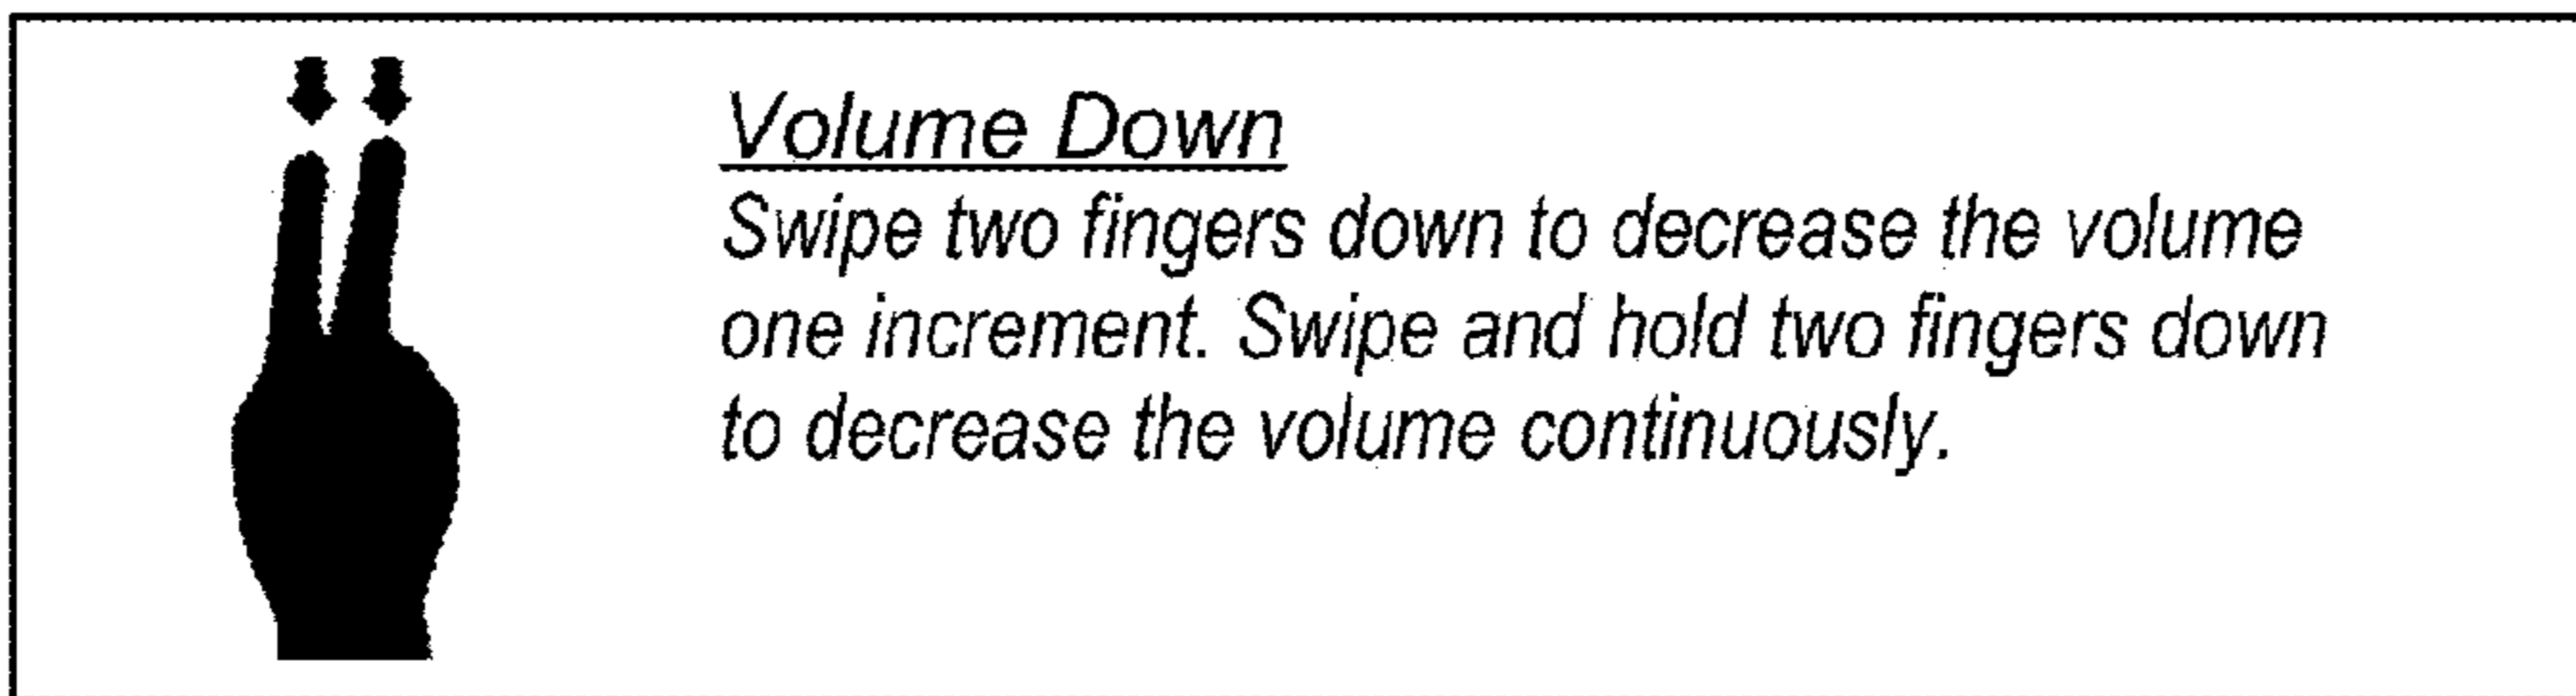 Volume Down
Swipe two fingers down to decrease the volume
one increment. Swipe and hold two fingers down
to decrease the volume continuously.